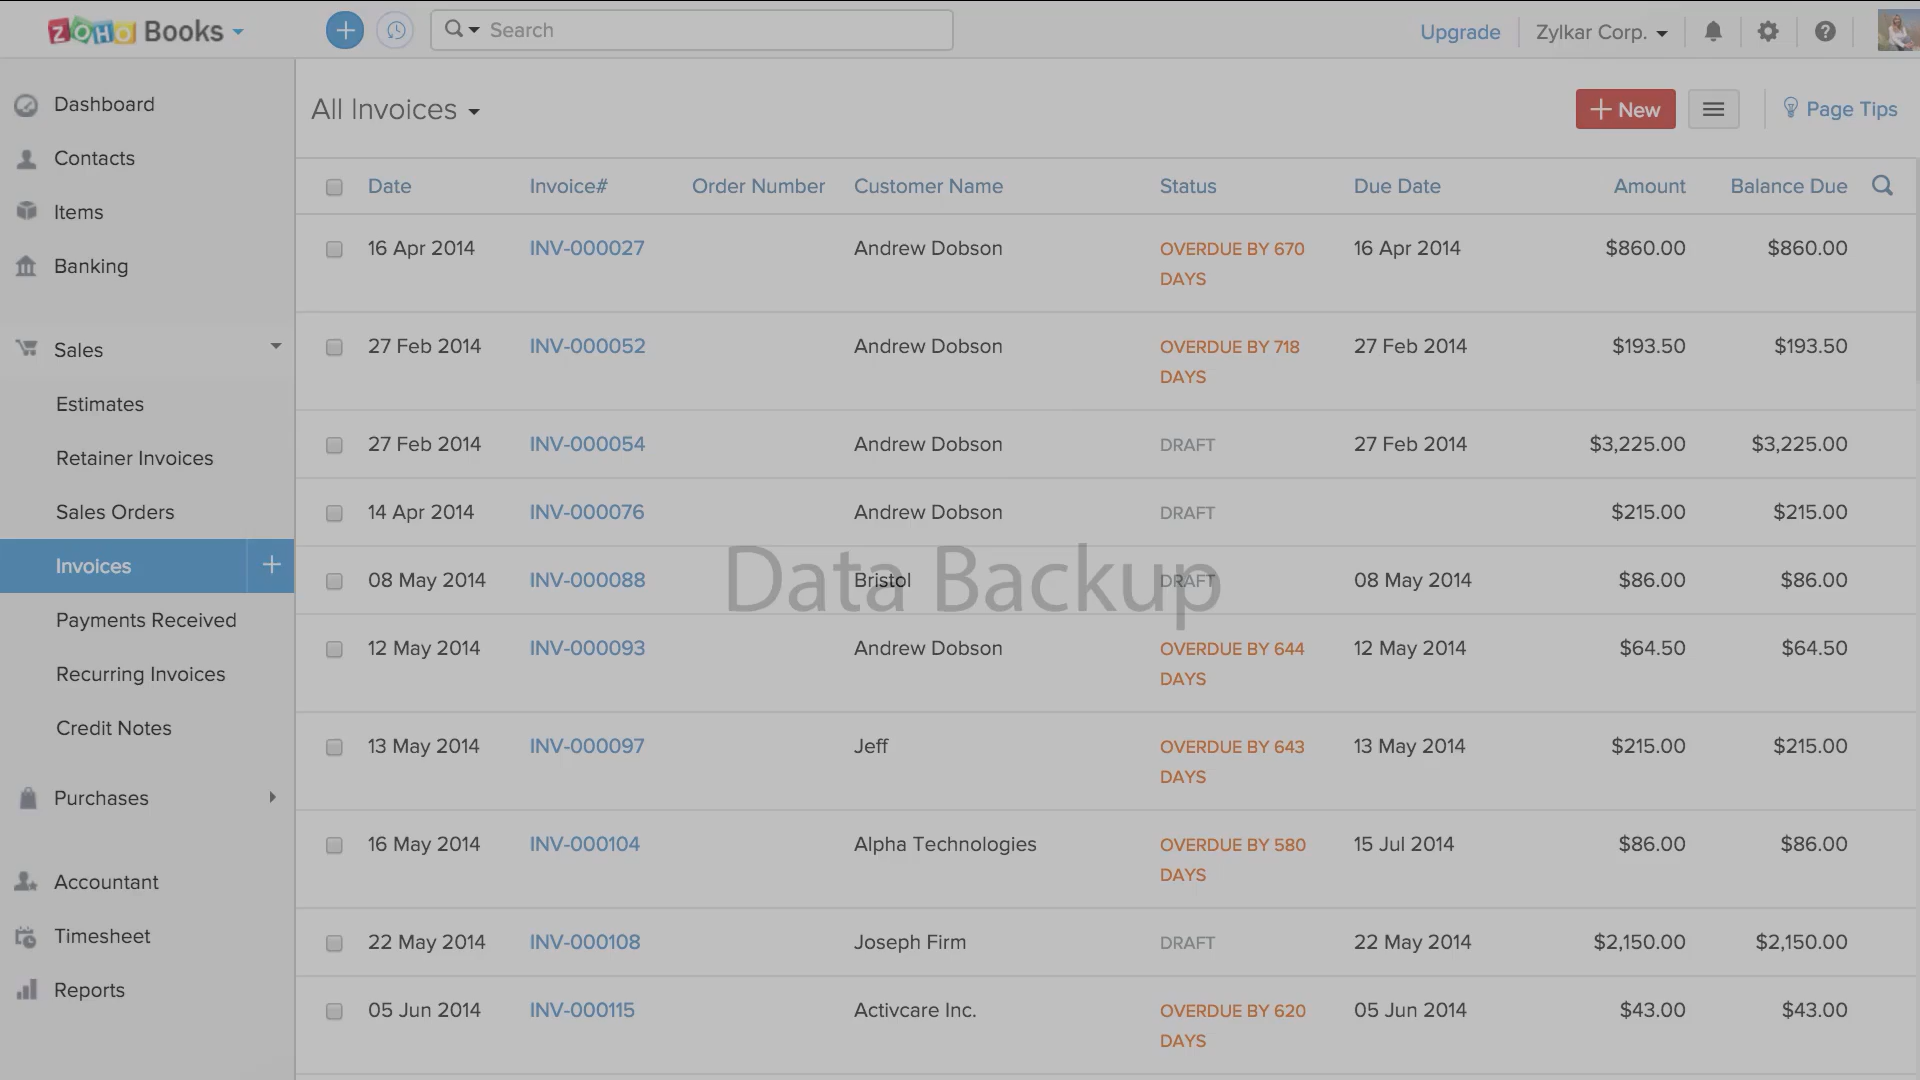 ZOHO Books
Search
Upgrade
Zylkar Corp.
Dashboard
Contacts
Items
Banking
Sales
Estimates
Retainer Invoices
Sales Orders
Invoices
Payments Received
Recurring Invoices
Credit Notes
Purchases
Accountant
Timesheet
Reports
All Invoices
New
Page Tips
Date Invoice# Order Number Customer Name Status Due Date Amount Balance Due
16 Apr 2014 INV-000027 Andrew Dobson OVERDUE BY 670 16 Apr 2014 $860.00 $860.00
DAYS
27 Feb 2014 INV-000052 Andrew Dobson OVERDUE BY 718 27 Feb 2014 $193.50 $193.50
DAYS
27 Feb 2014 INV-000054 Andrew Dobson DRAFT 27 Feb 2014 $3,225.00 $3,225.00
14 Apr 2014 INV-000076 Andrew Dobson DRAFT $215.00 $215.00
Data Backup
08 May 2014 INV-000088 Bristol DRAFT 08 May 2014 $86.00 $86.00
12 May 2014 INV-000093 Andrew Dobson OVERDUE BY 644 12 May 2014 $64.50 $64.50
DAYS
13 May 2014 INV-000097 Jeff OVERDUE BY 643 13 May 2014 $215.00 $215.00
DAYS
16 May 2014 INV-000104 Alpha Technologies OVERDUE BY 580 15 Jul 2014 $86.00 $86.00
DAYS
22 May 2014 INV-000108 Joseph Firm DRAFT 22 May 2014 $2,150.00 $2,150.00
05 Jun 2014 INV-000115 Activcare Inc. OVERDUE BY 620 05 Jun 2014 $43.00 $43.00
DAYS